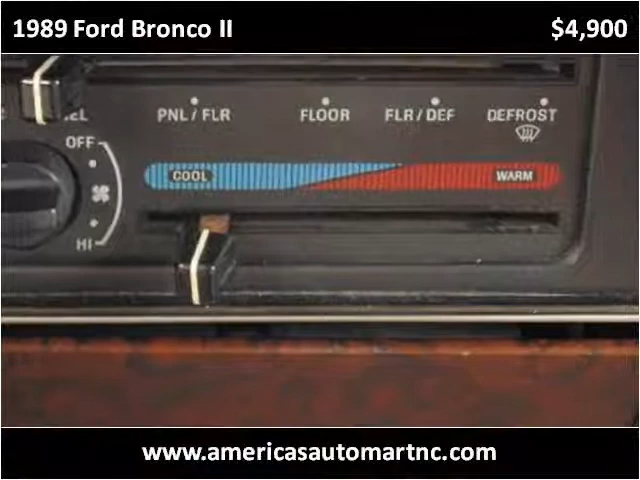 1989 Ford Bronco II
$4,900
PNL / FLR
FLOOR
FLR / DEF
DEFROST
OFF
COOL
WARM
HI
www.americasautomartnc.com